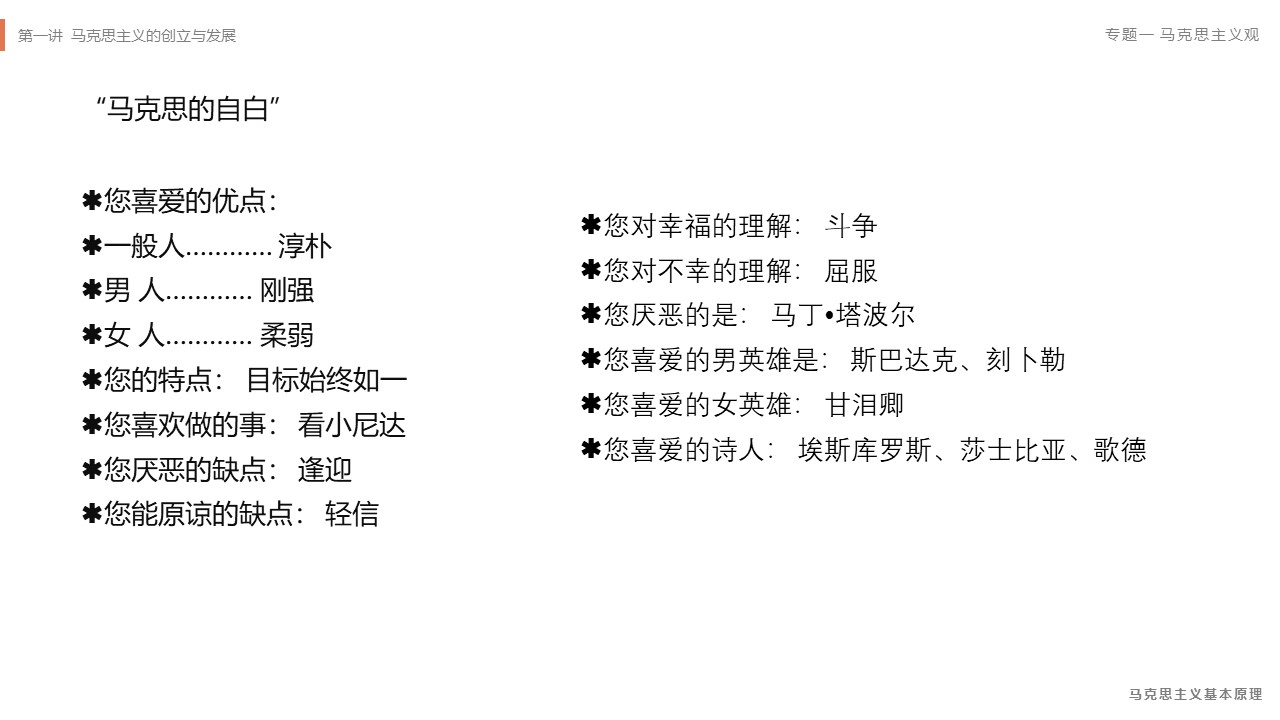 第一讲 马克思主义的创立与发展
专题一 马克思主义观
“马克思的自白”
✱您喜爱的优点：
✱一般人………… 淳朴
✱男 人………… 刚强
✱女 人………… 柔弱
✱您的特点： 目标始终如一
✱您喜欢做的事： 看小尼达
✱您厌恶的缺点： 逢迎
✱您能原谅的缺点： 轻信
✱您对幸福的理解： 斗争
✱您对不幸的理解： 屈服
✱您厌恶的是： 马丁•塔波尔
✱您喜爱的男英雄是： 斯巴达克、刻卜勒
✱您喜爱的女英雄： 甘泪卿
✱您喜爱的诗人： 埃斯库罗斯、莎士比亚、歌德
马克思主义基本原理